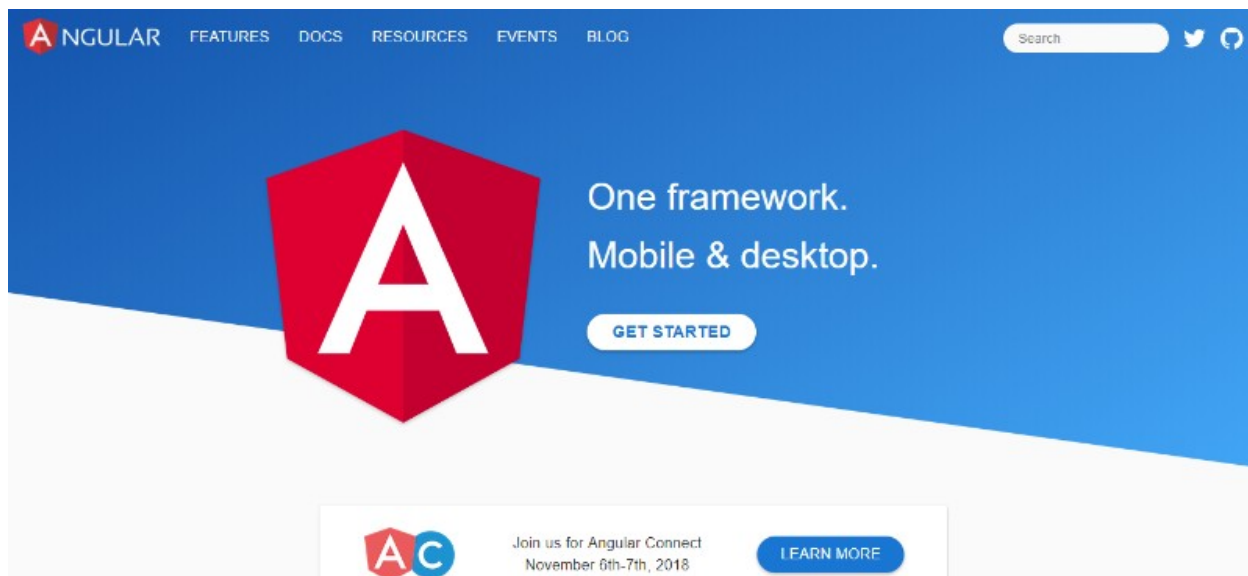 ANGULAR FEATURES DOCS RESOURCES EVENTS BLOG Search
One framework.
Mobile & desktop.
GET STARTED
AC
Join us for Angular Connect
November 6th-7th, 2018
LEARN MORE